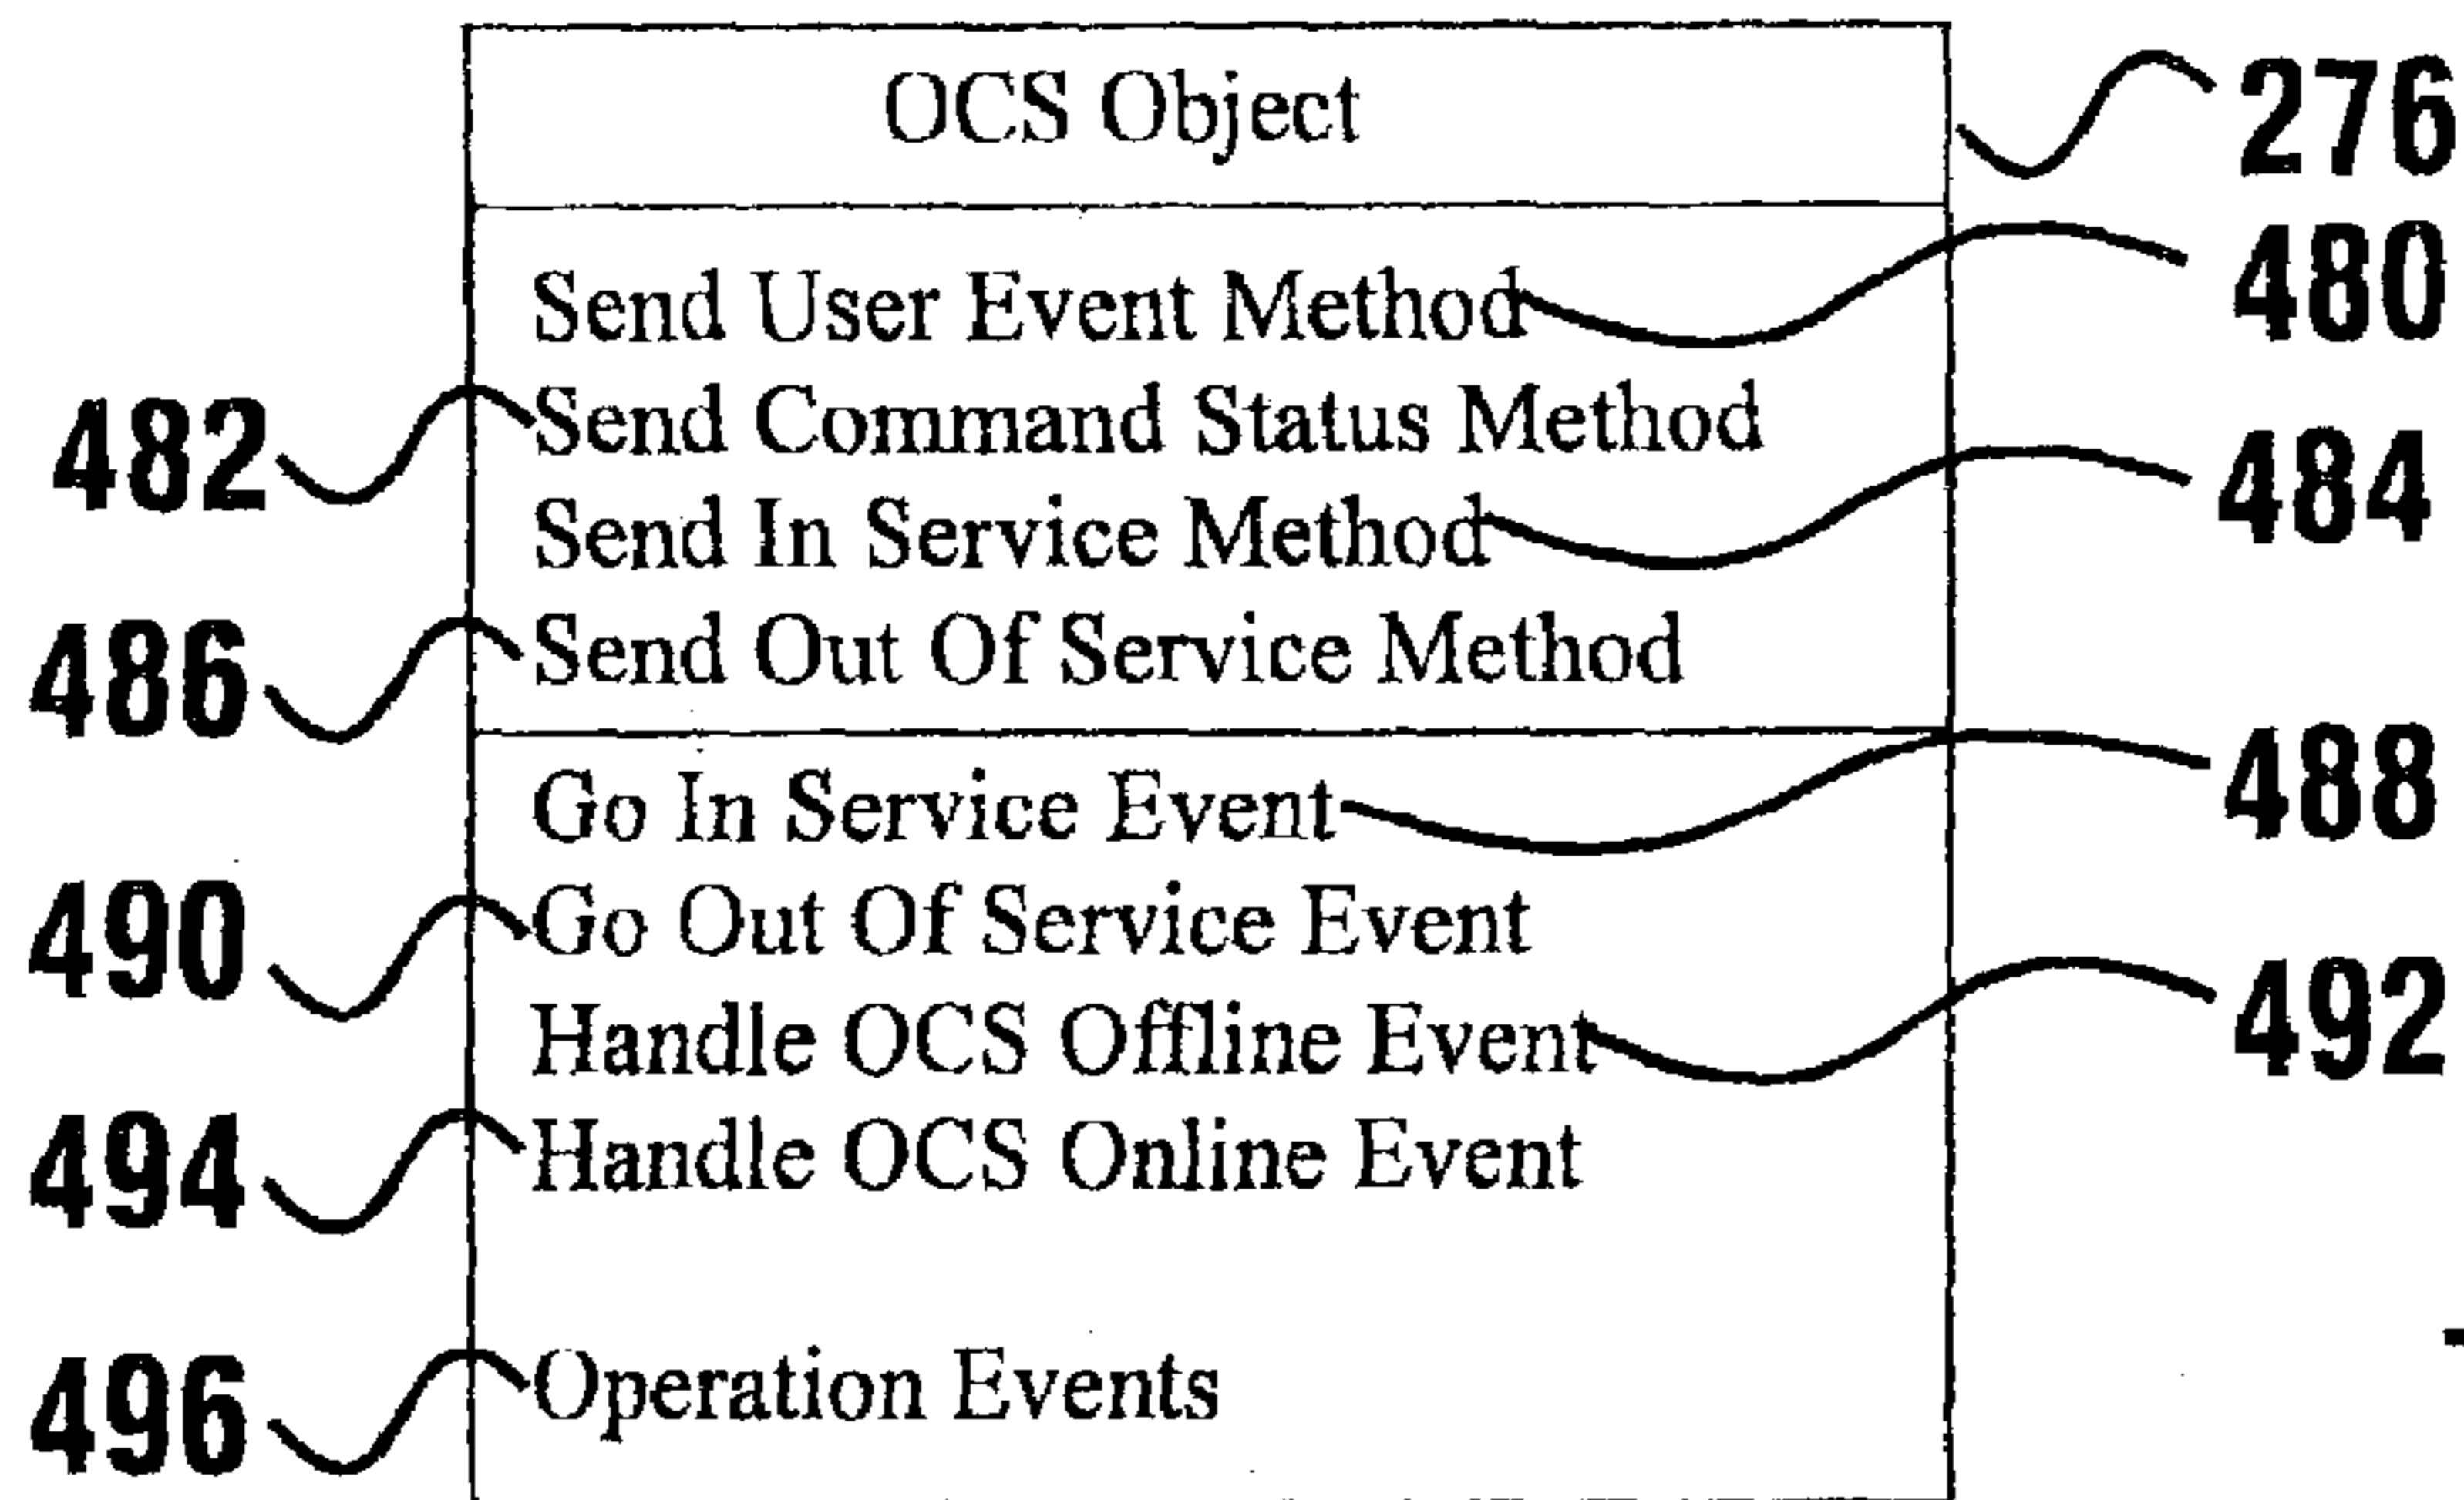 OCS Object 276
Send User Event Method 480
482 Send Command Status Method
Send In Service Method 484
486 Send Out Of Service Method
Go In Service Event 488
490 Go Out Of Service Event
Handle OCS Offline Event 492
494 Handle OCS Online Event
496 Operation Events